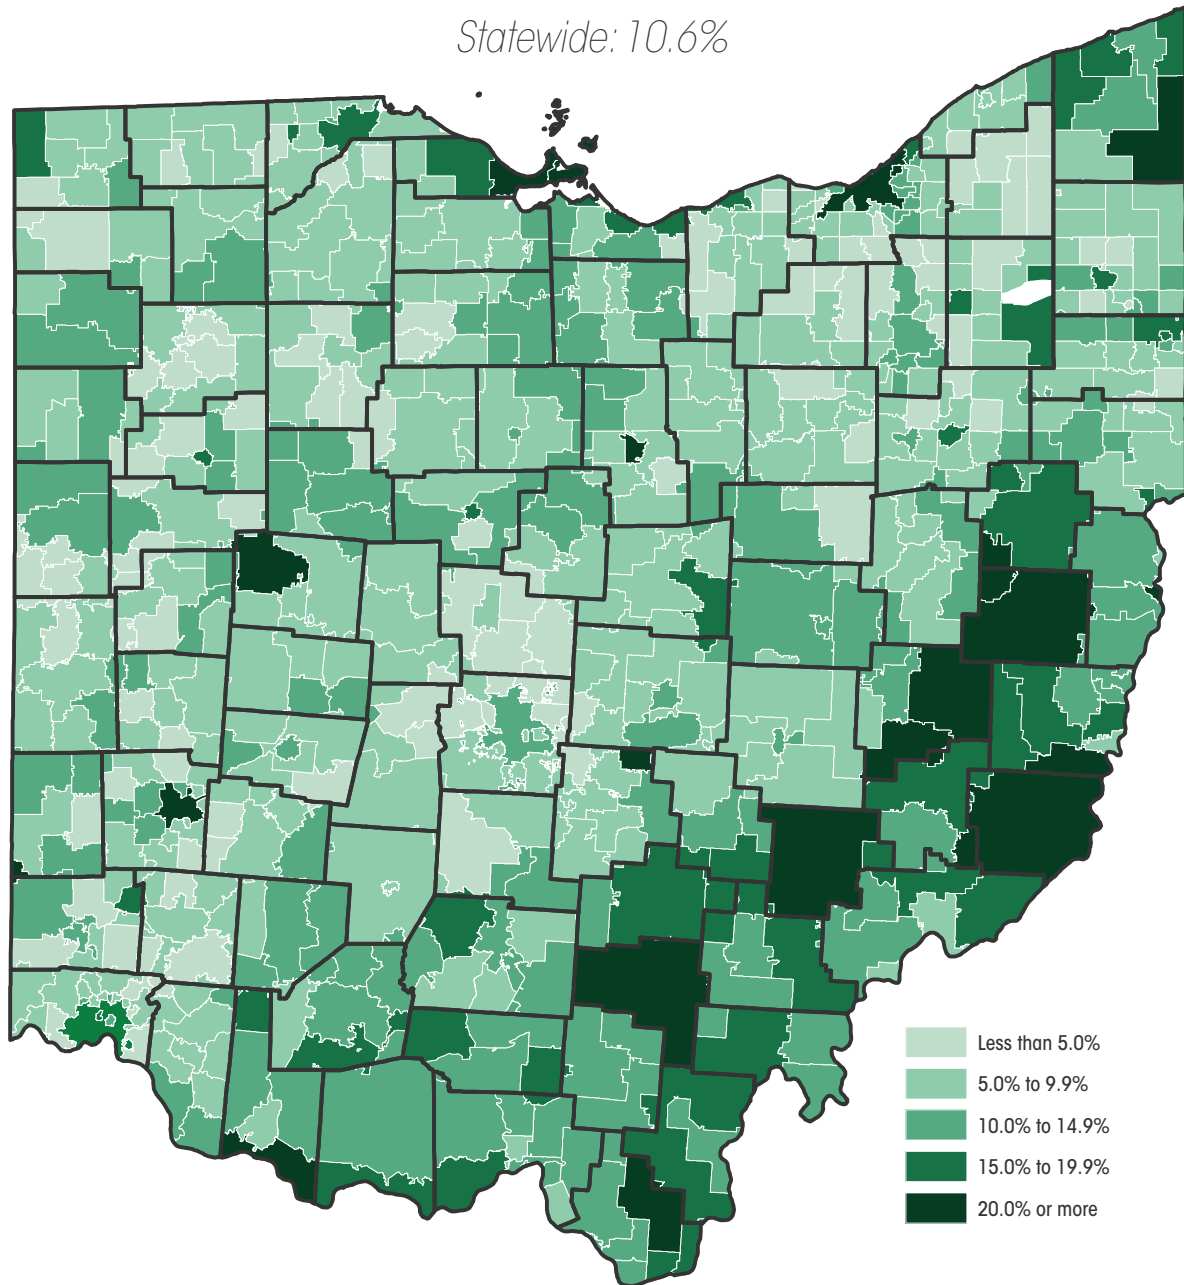 Statewide: 10.6%
Less than 5.0%
5.0% to 9.9%
10.0% to 14.9%
15.0% to 19.9%
20.0% or more